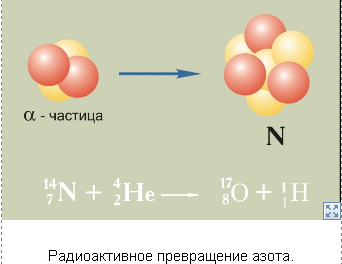 α - частица
N
¹⁴₇N + ⁴₂He → ¹⁷₈O + ¹₁H
Радиоактивное превращение азота.